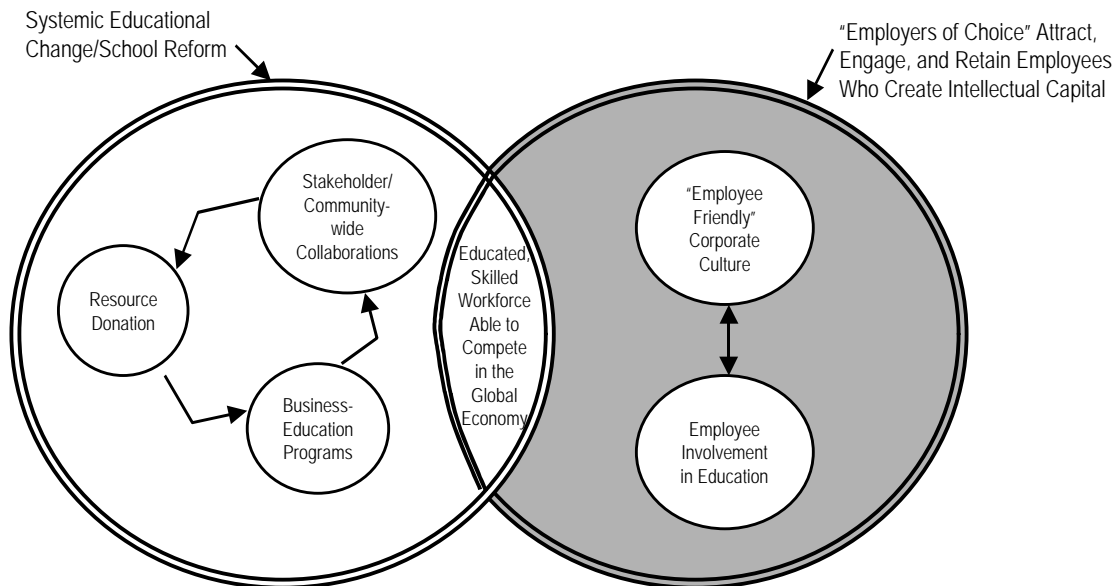 Systemic Educational
Change/School Reform
“Employers of Choice” Attract,
Engage, and Retain Employees
Who Create Intellectual Capital
Stakeholder/
Community-
wide
Collaborations
Resource
Donation
Business-
Education
Programs
Educated,
Skilled
Workforce
Able to
Compete
in the
Global
Economy
“Employee
Friendly”
Corporate
Culture
Employee
Involvement
in Education